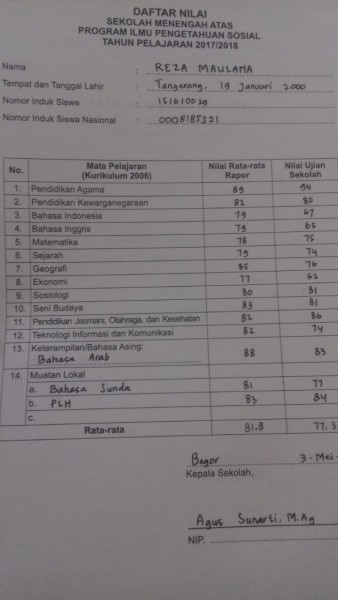 DAFTAR NILAI
SEKOLAH MENENGAH ATAS
PROGRAM ILMU PENGETAHUAN SOSIAL
TAHUN PELAJARAN 2017/2018
Nama : REZA MAULANA
Tempat dan Tanggal Lahir : Tangerang, 19 Januari 2000
Nomor Induk Siswa : 151610029
Nomor Induk Siswa Nasional : 0008185321
No. Mata Pelajaran (Kurikulum 2006) Nilai Rata-rata Rapor Nilai Ujian Sekolah
1. Pendidikan Agama 89 94
2. Pendidikan Kewarganegaraan 82 80
3. Bahasa Indonesia 79 67
4. Bahasa Inggris 79 65
5. Matematika 78 75
6. Sejarah 79 74
7. Geografi 85 76
8. Ekonomi 77 62
9. Sosiologi 80 81
10. Seni Budaya 83 81
11. Pendidikan Jasmani, Olahraga, dan Kesehatan 82 86
12. Teknologi Informasi dan Komunikasi 82 74
13. Keterampilan/Bahasa Asing:
Bahasa Arab 88 83
14. Muatan Lokal
a. Bahasa Sunda 81 77
b. PLH 83 84
c.
Rata-rata 81,8 77,3
Bogor 3 - Mei -
Kepala Sekolah,
Agus Sunarti, M.Ag
NIP.